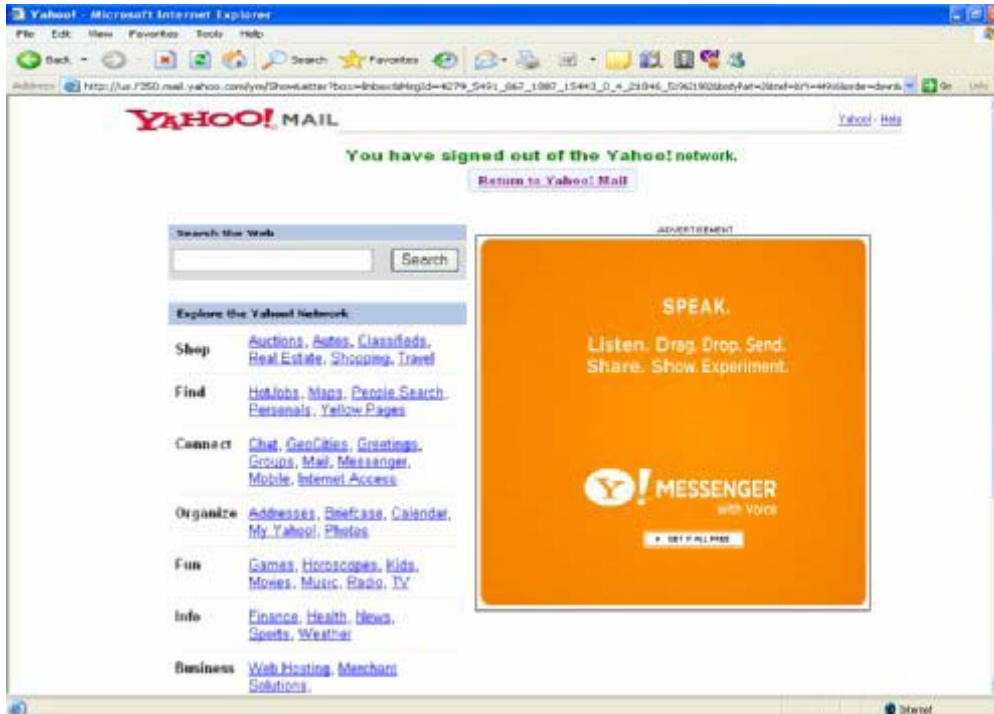 Yahoo! - Microsoft Internet Explorer
File Edit View Favorites Tools Help
Back Search Favorites
Address Go Links
YAHOO! MAIL
Yahoo! - Help
You have signed out of the Yahoo! network.
Return to Yahoo! Mail
Search the Web
Search
Explore the Yahoo! Network
Shop
Auctions, Autos, Classifieds,
Real Estate, Shopping, Travel
Find
HotJobs, Maps, People Search,
Personals, Yellow Pages
Connect
Chat, GeoCities, Greetings,
Groups, Mail, Messenger,
Mobile, Internet Access
Organize
Addresses, Briefcase, Calendar,
My Yahoo!, Photos
Fun
Games, Horoscopes, Kids,
Movies, Music, Radio, TV
Info
Finance, Health, News,
Sports, Weather
Business
Web Hosting, Merchant
Solutions,
ADVERTISEMENT
SPEAK.
Listen. Drag. Drop. Send.
Share. Show. Experiment.
Y! MESSENGER
with Voice
GET IT ALL FREE
Internet